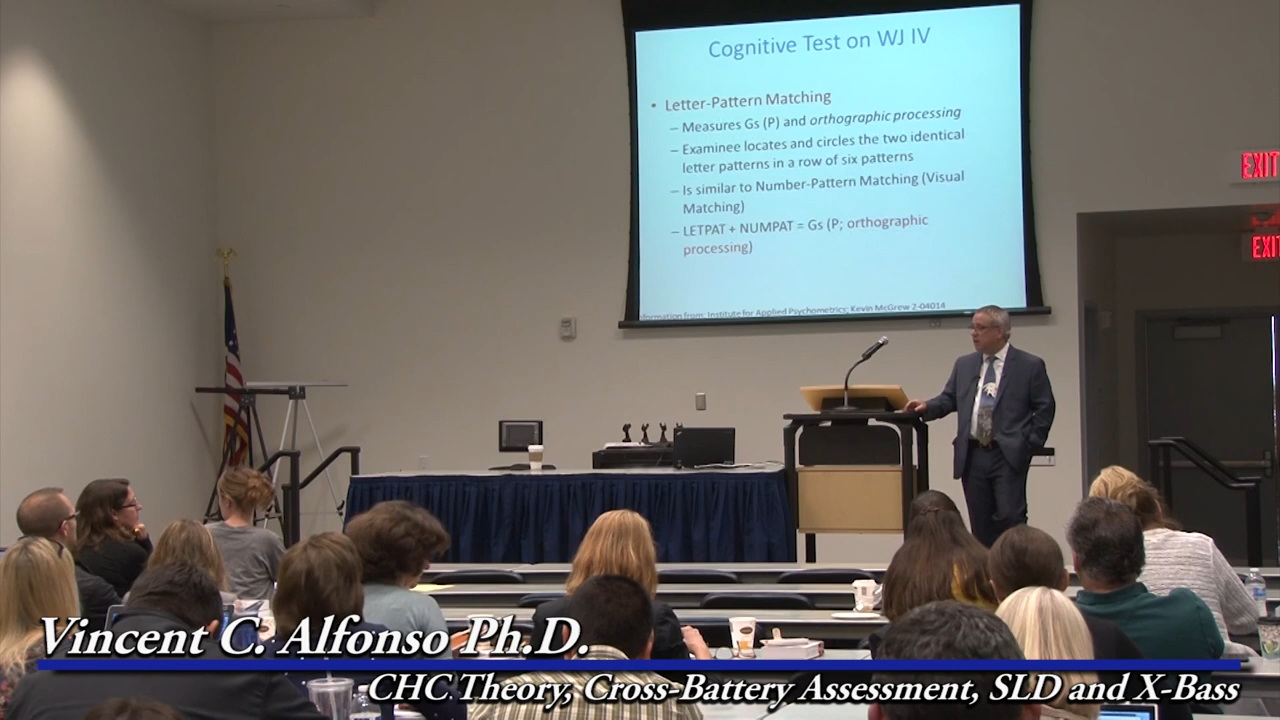 Cognitive Test on WJ IV
• Letter-Pattern Matching
– Measures Gs (P) and orthographic processing
– Examinee locates and circles the two identical
letter patterns in a row of six patterns
– Is similar to Number-Pattern Matching (Visual
Matching)
– LETPAT + NUMPAT = Gs (P; orthographic
processing)
formation from: Institute for Applied Psychometrics; Kevin McGrew 2-04014
EXIT
EXIT
Vincent C. Alfonso Ph.D.
CHC Theory, Cross-Battery Assessment, SLD and X-Bass